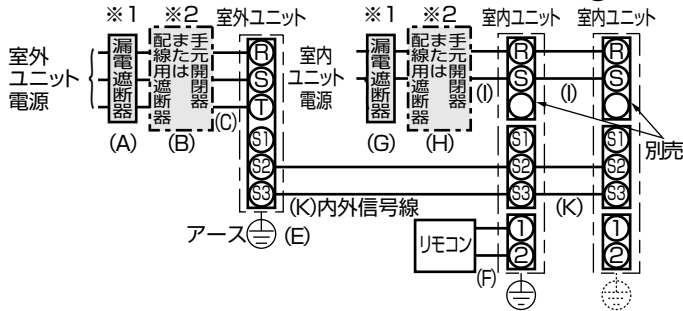 ※1 ※2 室外ユニット
室外
ユニット
電源
漏電遮断器
(A)
手元開閉器
または
配線用遮断器
(B)
(C)
R
S
T
S1
S2
S3
アース
(E)
(K)内外信号線
※1 ※2 室内ユニット 室内ユニット
室内
ユニット
電源
漏電遮断器
(G)
手元開閉器
または
配線用遮断器
(H)
(I)
R
S
S1
S2
S3
1
2
リモコン
(F)
(I)
(K)
R
S
S1
S2
S3
1
2
別売